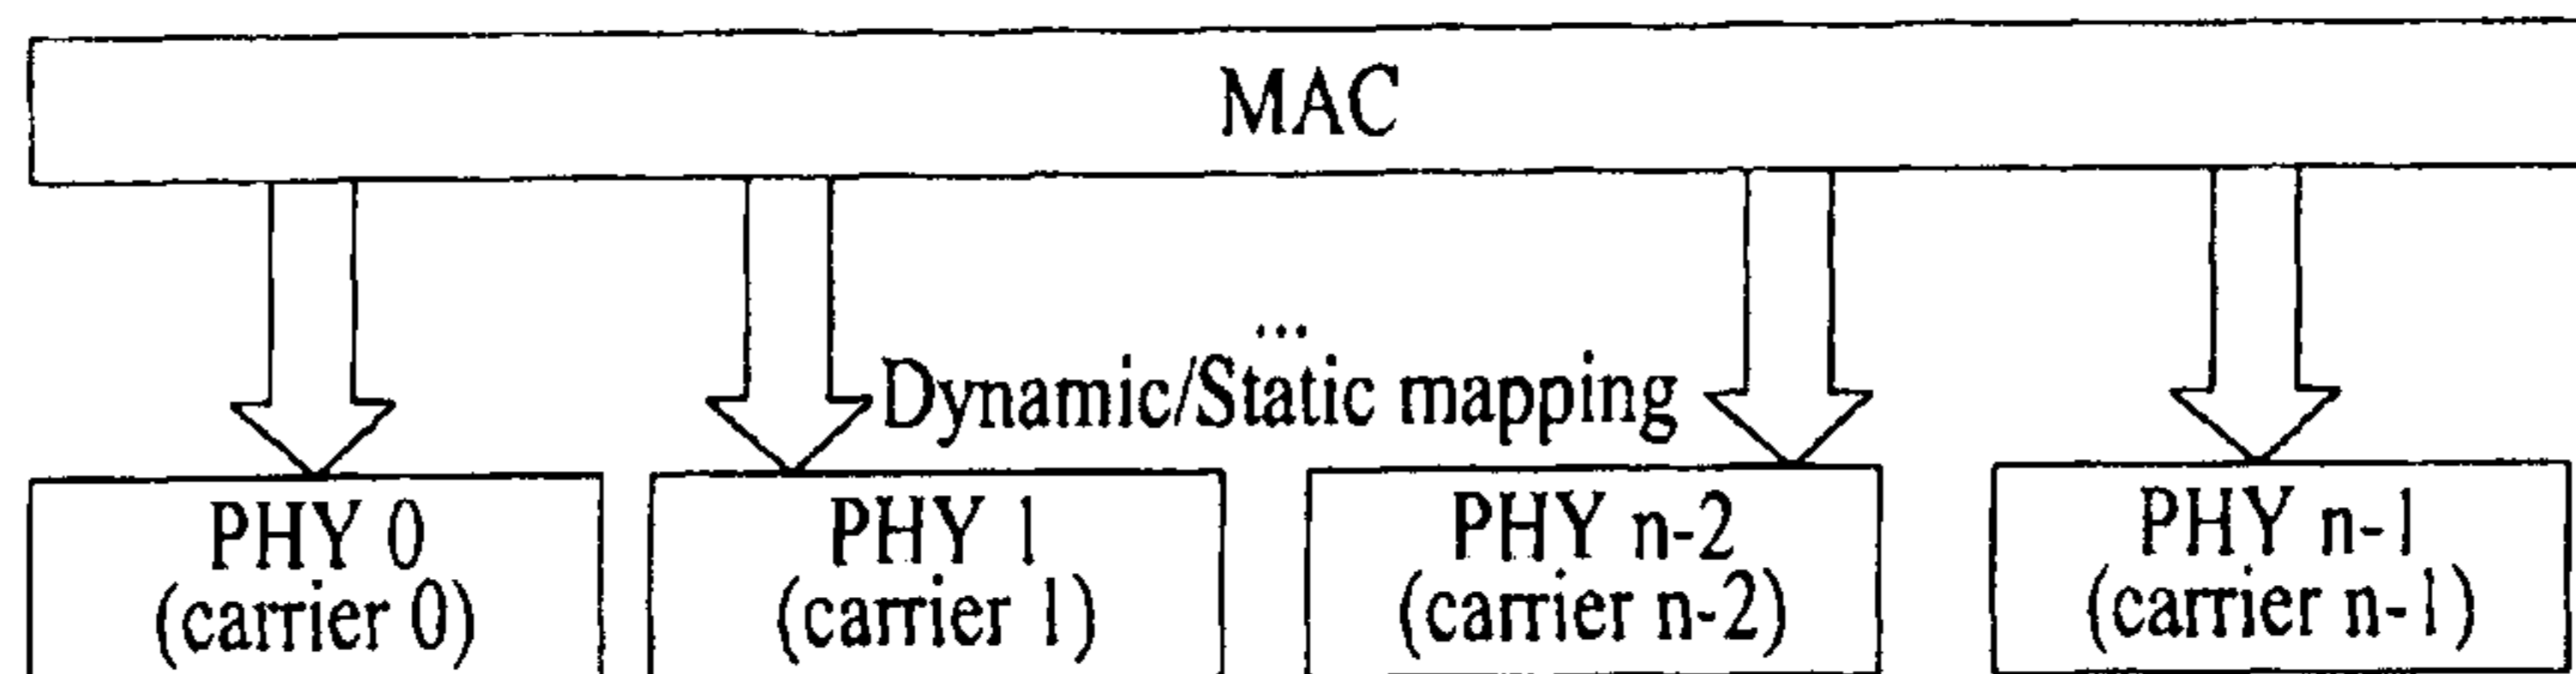 MAC
...
Dynamic/Static mapping
PHY 0
(carrier 0)
PHY 1
(carrier 1)
PHY n-2
(carrier n-2)
PHY n-1
(carrier n-1)